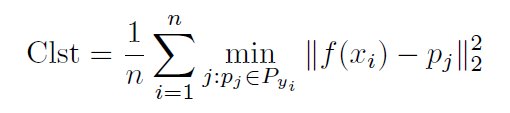 Clst = \frac{1}{n} \sum_{i=1}^{n} \min_{j:p_j \in P_{y_i}} \|f(x_i) - p_j\|_2^2